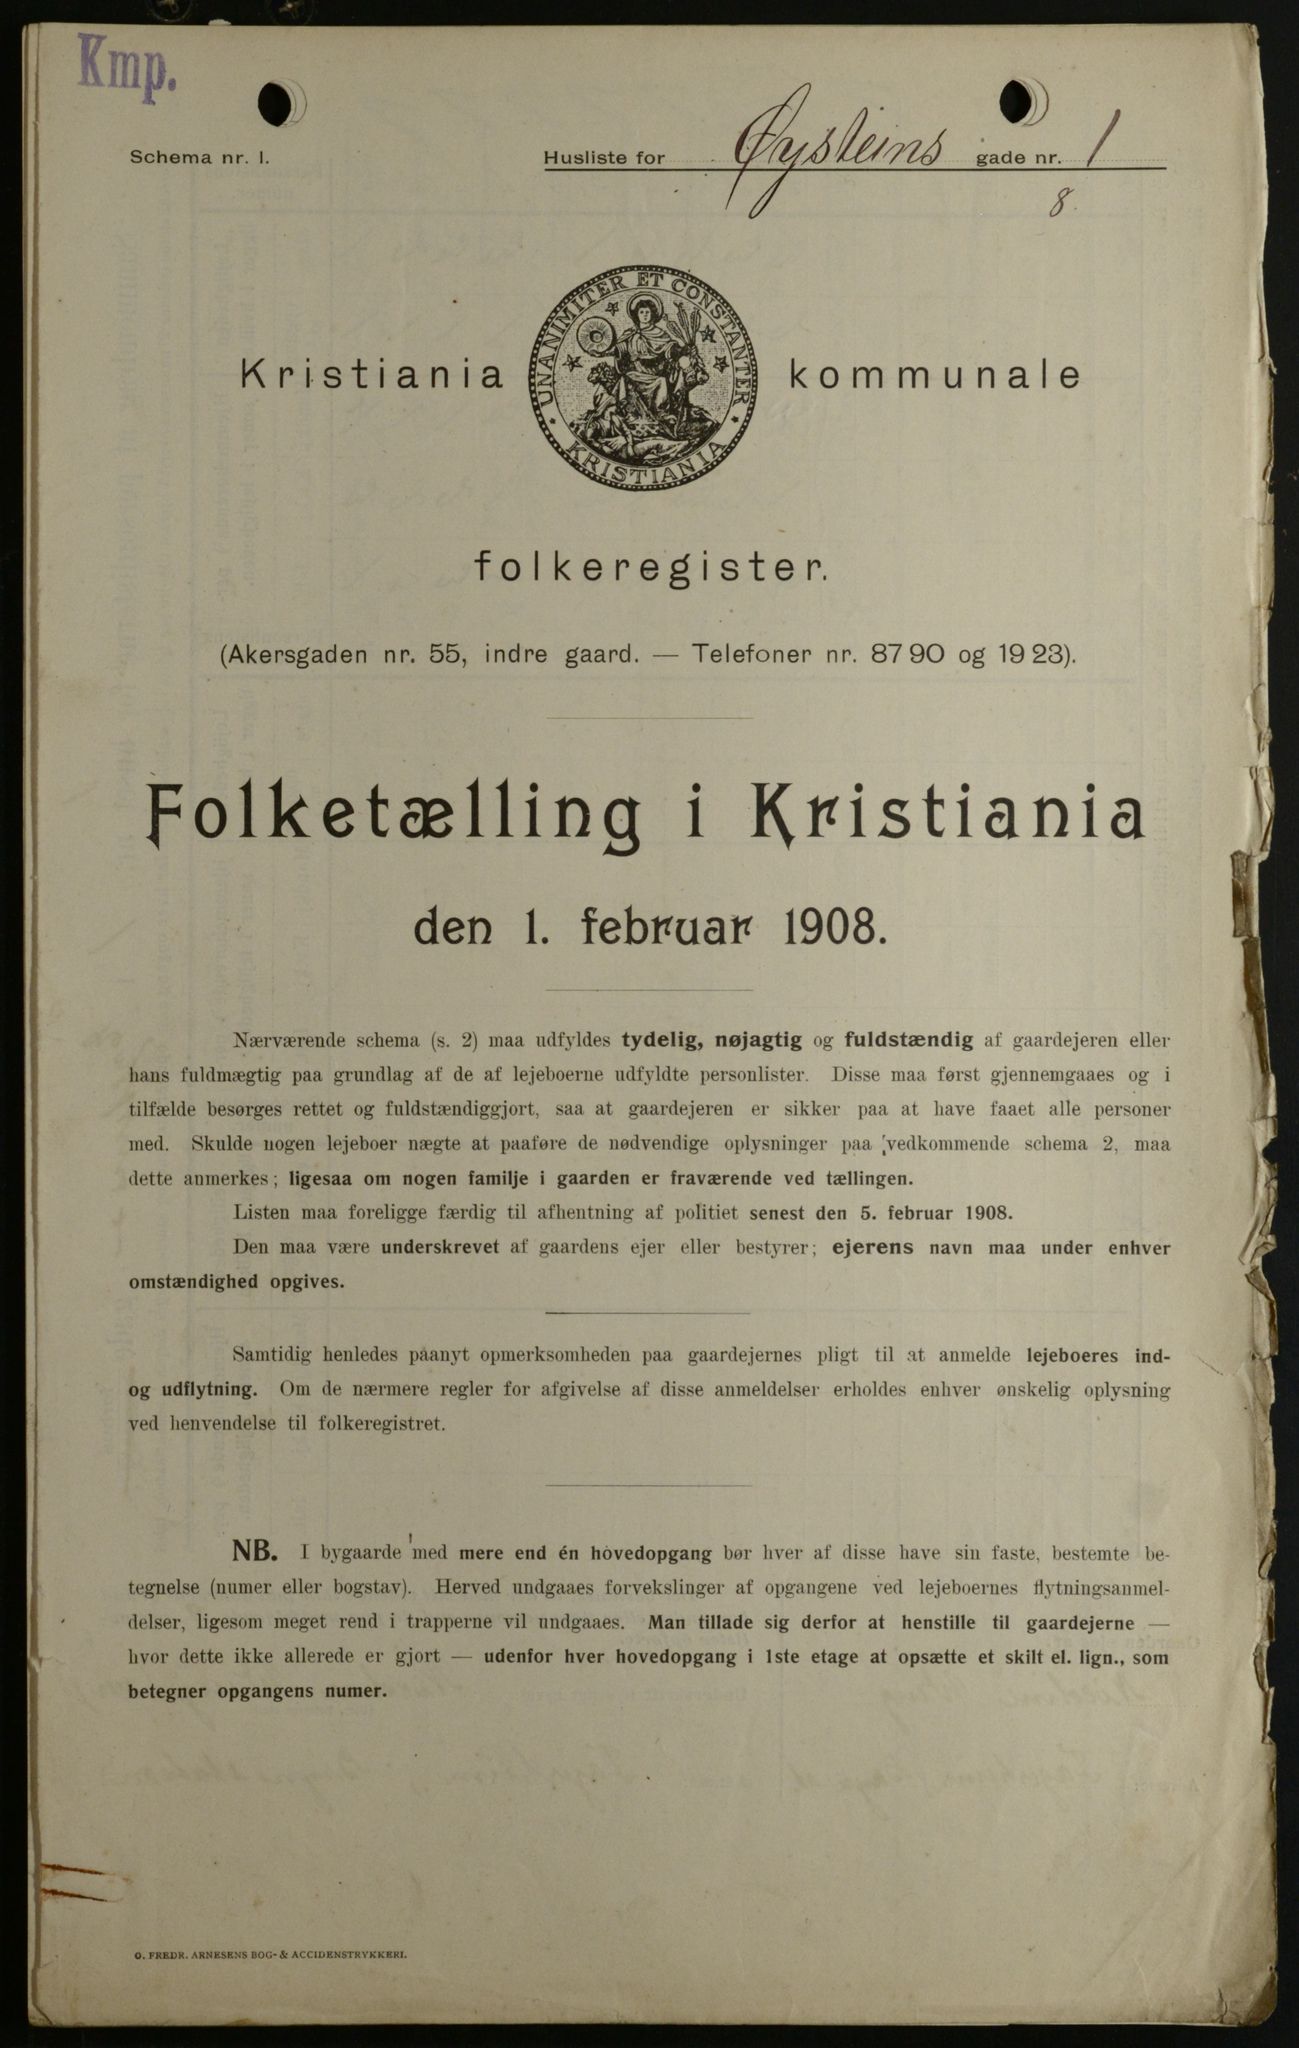 Kmp.
Schema nr. 1.
Husliste for Øysteins gade nr. 1
8.
UNANIMITER ET CONSTANTER
KRISTIANIA
Kristiania kommunale
folkeregister.
(Akersgaden nr. 55, indre gaard. — Telefoner nr. 8790 og 1923).
Folketælling i Kristiania
den 1. februar 1908.
Nærværende schema (s. 2) maa udfyldes tydelig, nøjagtig og fuldstændig af gaardejeren eller
hans fuldmægtig paa grundlag af de af lejeboerne udfyldte personlister. Disse maa først gjennemgaaes og i
tilfælde besørges rettet og fuldstændiggjort, saa at gaardejeren er sikker paa at have faaet alle personer
med. Skulde nogen lejeboer nægte at paaføre de nødvendige oplysninger paa vedkommende schema 2, maa
dette anmerkes; ligesaa om nogen familje i gaarden er fraværende ved tællingen.
Listen maa foreligge færdig til afhentning af politiet senest den 5. februar 1908.
Den maa være underskrevet af gaardens ejer eller bestyrer; ejerens navn maa under enhver
omstændighed opgives.
Samtidig henledes paanyt opmerksomheden paa gaardejernes pligt til at anmelde lejeboeres ind-
og udflytning. Om de nærmere regler for afgivelse af disse anmeldelser erholdes enhver ønskelig oplysning
ved henvendelse til folkeregistret.
NB. I bygaarde med mere end én hovedopgang bør hver af disse have sin faste, bestemte be-
tegnelse (numer eller bogstav). Herved undgaaes forvekslinger af opgangene ved lejeboernes flytningsanmel-
delser, ligesom meget rend i trapperne vil undgaaes. Man tillade sig derfor at henstille til gaardejerne —
hvor dette ikke allerede er gjort — udenfor hver hovedopgang i 1ste etage at opsætte et skilt el. lign., som
betegner opgangens numer.
O. FREDR. ARNESENS BOG- & ACCIDENSTRYKKERI.